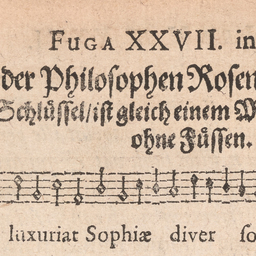 FUGA XXVII. in
der Philosophen Rosen
Schlüssel/ist gleich einem
ohne Füssen.
luxuriat Sophiæ diver so